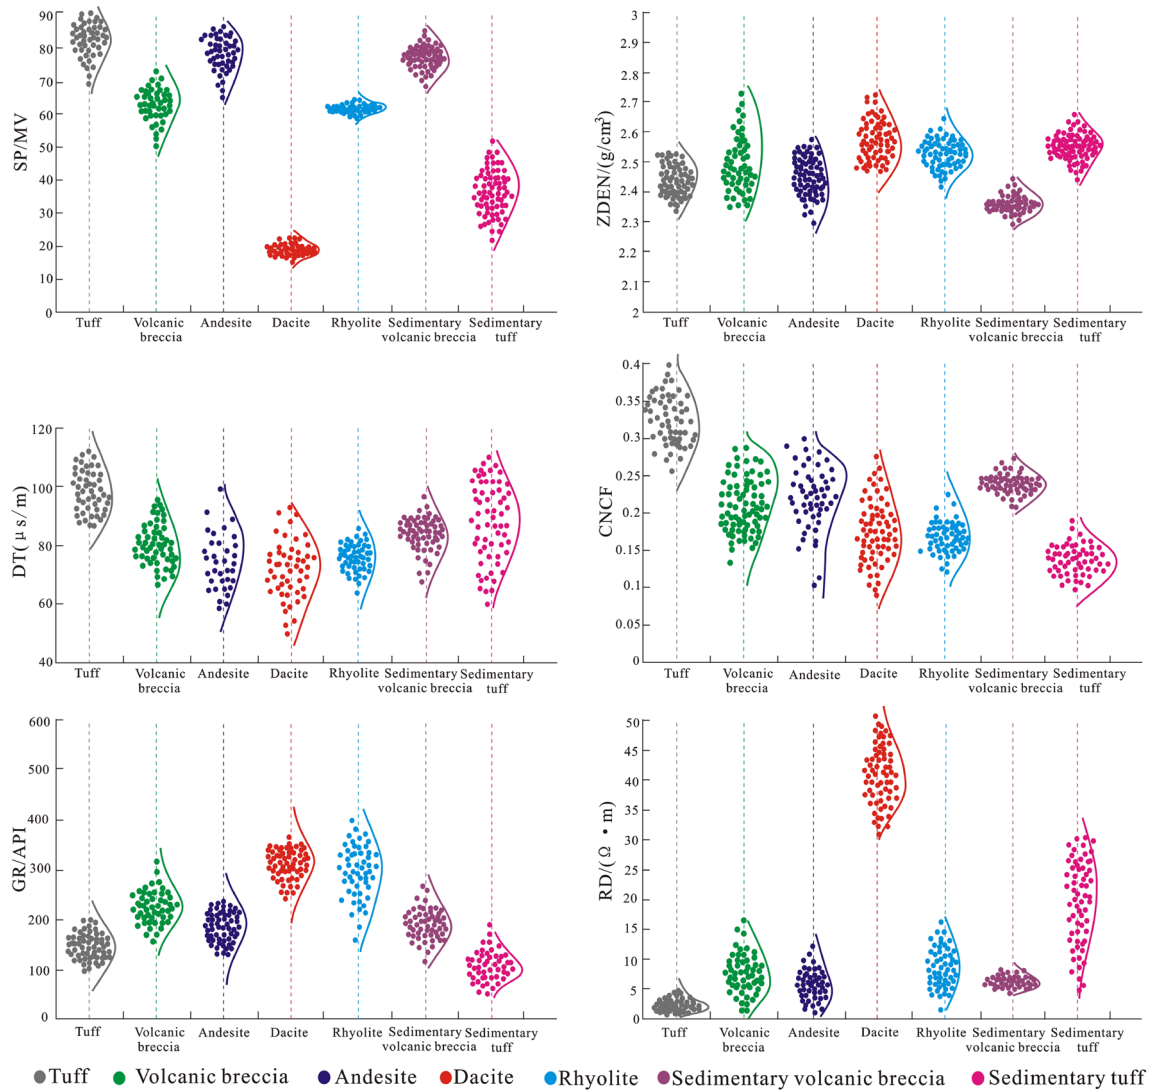 SP/MV
90
80
70
60
50
40
30
20
10
0
Tuff
Volcanic
breccia
Andesite
Dacite
Rhyolite
Sedimentary
volcanic breccia
Sedimentary
tuff
ZDEN/(g/cm³)
3
2.9
2.8
2.7
2.6
2.5
2.4
2.3
2.2
2.1
2
Tuff
Volcanic
breccia
Andesite
Dacite
Rhyolite
Sedimentary
volcanic breccia
Sedimentary
tuff
DT(μs/m)
120
100
80
60
40
Tuff
Volcanic
breccia
Andesite
Dacite
Rhyolite
Sedimentary
volcanic breccia
Sedimentary
tuff
CNCF
0.4
0.35
0.3
0.25
0.2
0.15
0.1
0.05
0
Tuff
Volcanic
breccia
Andesite
Dacite
Rhyolite
Sedimentary
volcanic breccia
Sedimentary
tuff
GR/API
600
500
400
300
200
100
0
Tuff
Volcanic
breccia
Andesite
Dacite
Rhyolite
Sedimentary
volcanic breccia
Sedimentary
tuff
RD/(Ω•m)
50
45
40
35
30
25
20
15
10
5
0
Tuff
Volcanic
breccia
Andesite
Dacite
Rhyolite
Sedimentary
volcanic breccia
Sedimentary
tuff
Tuff Volcanic breccia Andesite Dacite Rhyolite Sedimentary volcanic breccia Sedimentary tuff